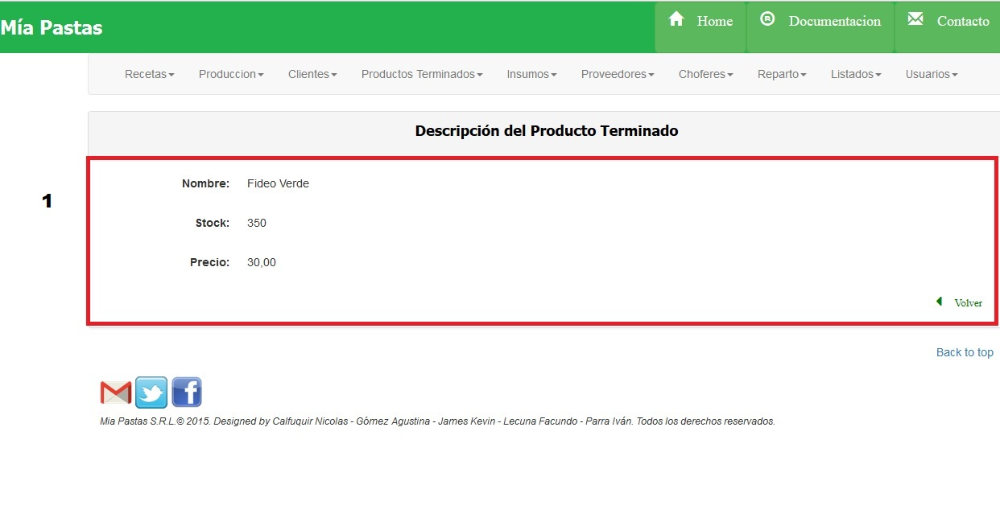 Mía Pastas
Home Documentacion Contacto
Recetas Produccion Clientes Productos Terminados Insumos Proveedores Choferes Reparto Listados Usuarios
Descripción del Producto Terminado
1
Nombre: Fideo Verde
Stock: 350
Precio: 30,00
Volver
Back to top
Mia Pastas S.R.L.© 2015. Designed by Calfuquir Nicolas - Gómez Agustina - James Kevin - Lecuna Facundo - Parra Iván. Todos los derechos reservados.